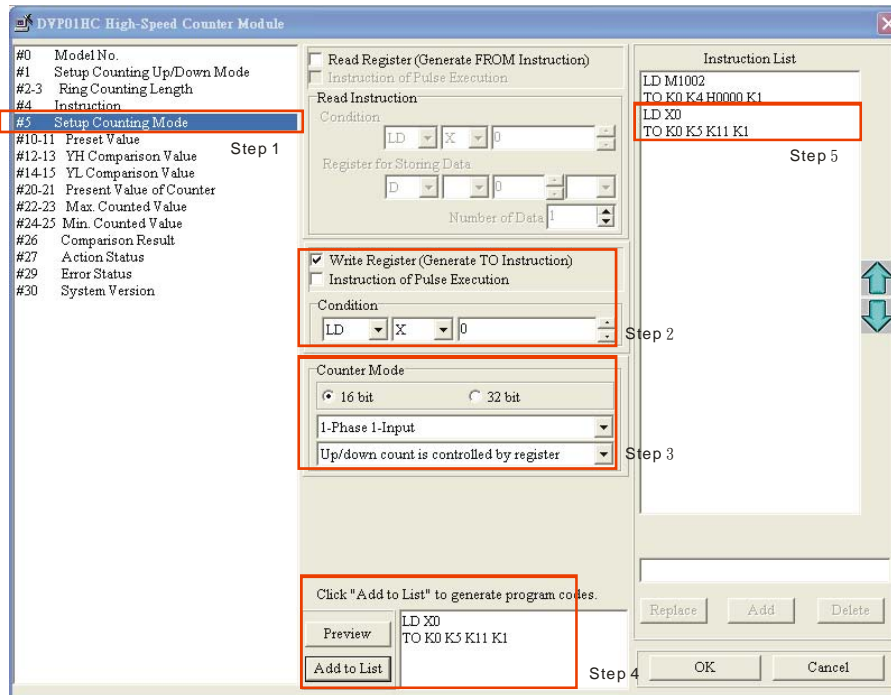 DVP01HC High-Speed Counter Module
#0 Model No.
#1 Setup Counting Up/Down Mode
#2-3 Ring Counting Length
#4 Instruction
#5 Setup Counting Mode
#10-11 Preset Value
#12-13 YH Comparison Value
#14-15 YL Comparison Value
#20-21 Present Value of Counter
#22-23 Max. Counted Value
#24-25 Min. Counted Value
#26 Comparison Result
#27 Action Status
#29 Error Status
#30 System Version
Step 1
Read Register (Generate FROM Instruction)
Instruction of Pulse Execution
Read Instruction
Condition
LD X 0
Register for Storing Data
D 0
Number of Data 1
Write Register (Generate TO Instruction)
Instruction of Pulse Execution
Condition
LD X 0
Step 2
Counter Mode
16 bit 32 bit
1-Phase 1-Input
Up/down count is controlled by register
Step 3
Click "Add to List" to generate program codes.
Preview
Add to List
LD X0
TO K0 K5 K11 K1
Step 4
Instruction List
LD M1002
TO K0 K4 H0000 K1
LD X0
TO K0 K5 K11 K1
Step 5
Replace Add Delete
OK Cancel